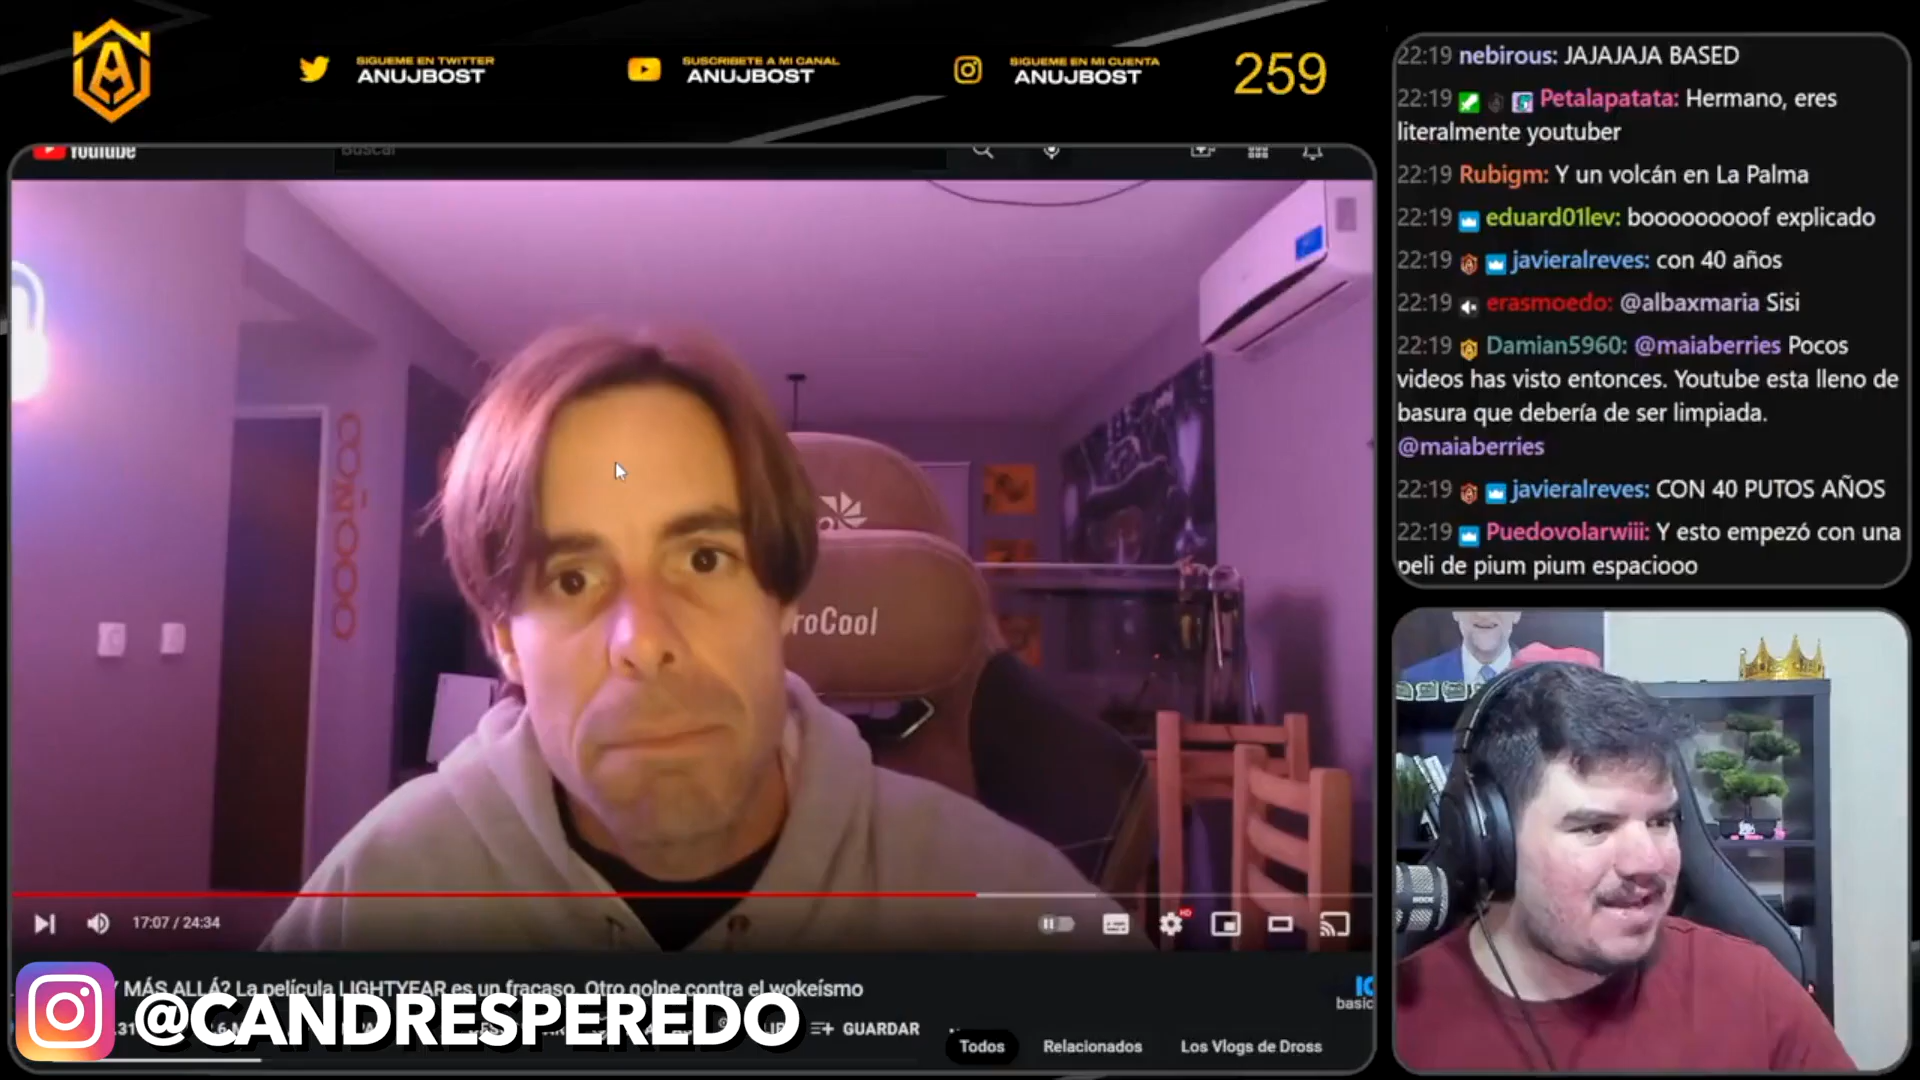 SIGUEME EN TWITTER
ANUJBOST
SUSCRIBETE A MI CANAL
ANUJBOST
SIGUEME EN MI CUENTA
ANUJBOST
259
YouTube
Buscar
COÑOOOO
roCool
17:07 / 24:34
HD
Y MÁS ALLÁ? La película LIGHTYEAR es un fracaso. Otro golpe contra el wokeísmo
@CANDRESPEREDO
GUARDAR
Todos
Relacionados
Los Vlogs de Dross
basic
22:19 nebirous: JAJAJAJA BASED
22:19 Petalapatata: Hermano, eres
literalmente youtuber
22:19 Rubigm: Y un volcán en La Palma
22:19 eduard01lev: booooooooof explicado
22:19 javieralreves: con 40 años
22:19 erasmoedo: @albaxmaria Sisi
22:19 Damian5960: @maiaberries Pocos
videos has visto entonces. Youtube esta lleno de
basura que debería de ser limpiada.
@maiaberries
22:19 javieralreves: CON 40 PUTOS AÑOS
22:19 Puedovolarwiii: Y esto empezó con una
peli de pium pium espaciooo